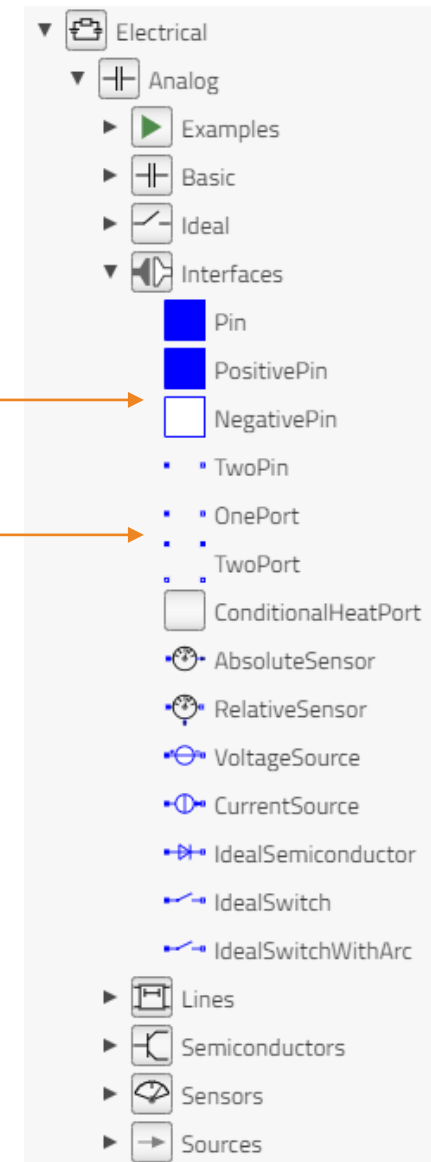 Electrical
Analog
Examples
Basic
Ideal
Interfaces
Pin
PositivePin
NegativePin
TwoPin
OnePort
TwoPort
ConditionalHeatPort
AbsoluteSensor
RelativeSensor
VoltageSource
CurrentSource
IdealSemiconductor
IdealSwitch
IdealSwitchWithArc
Lines
Semiconductors
Sensors
Sources